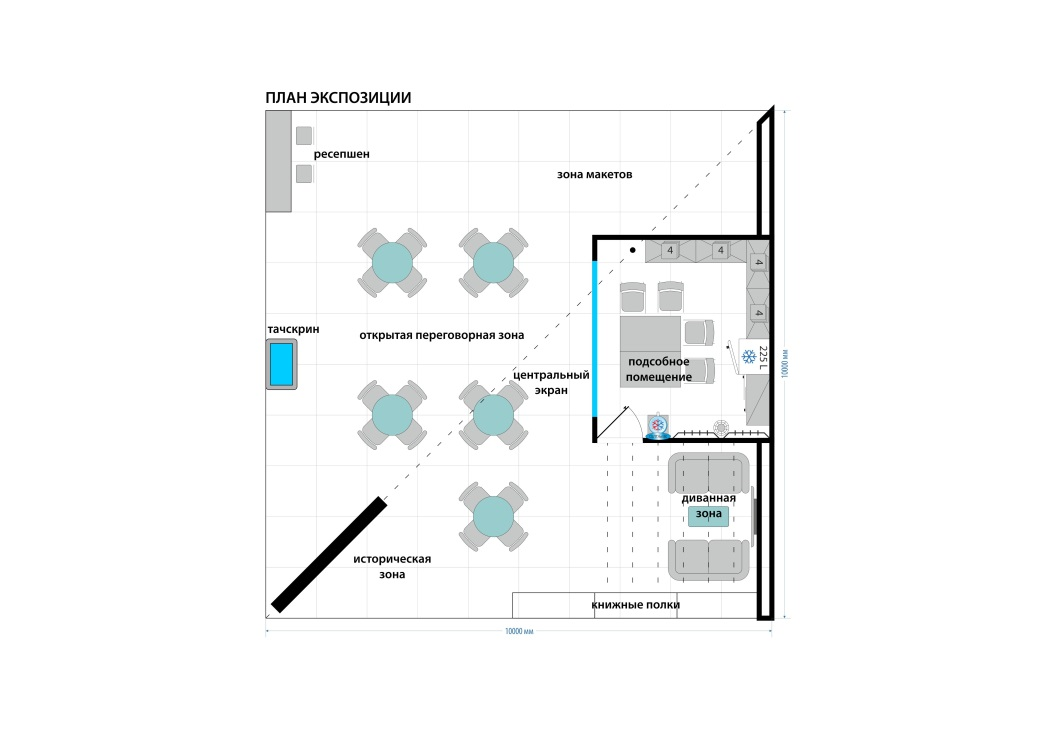 ПЛАН ЭКСПОЗИЦИИ
ресепшен
зона макетов
4
4
4
4
тачскрин
открытая переговорная зона
225 L
10000 мм
подсобное
помещение
центральный
экран
диванная
зона
историческая
зона
книжные полки
10000 мм